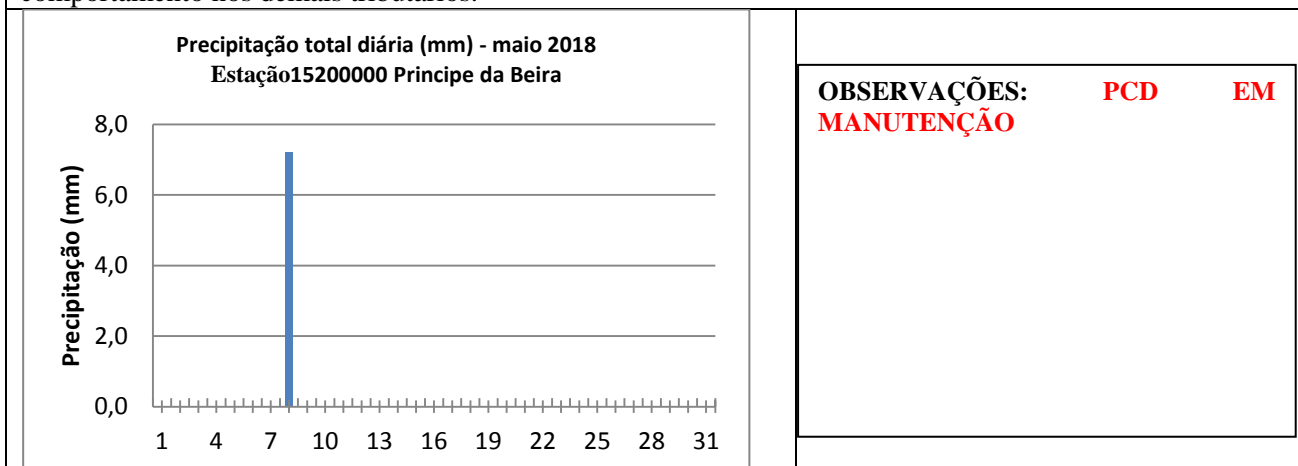 comportamento nos demais tributários.
Precipitação total diária (mm) - maio 2018
Estação15200000 Principe da Beira
Precipitação (mm)
8,0
6,0
4,0
2,0
0,0
1 4 7 10 13 16 19 22 25 28 31
OBSERVAÇÕES: PCD EM
MANUTENÇÃO